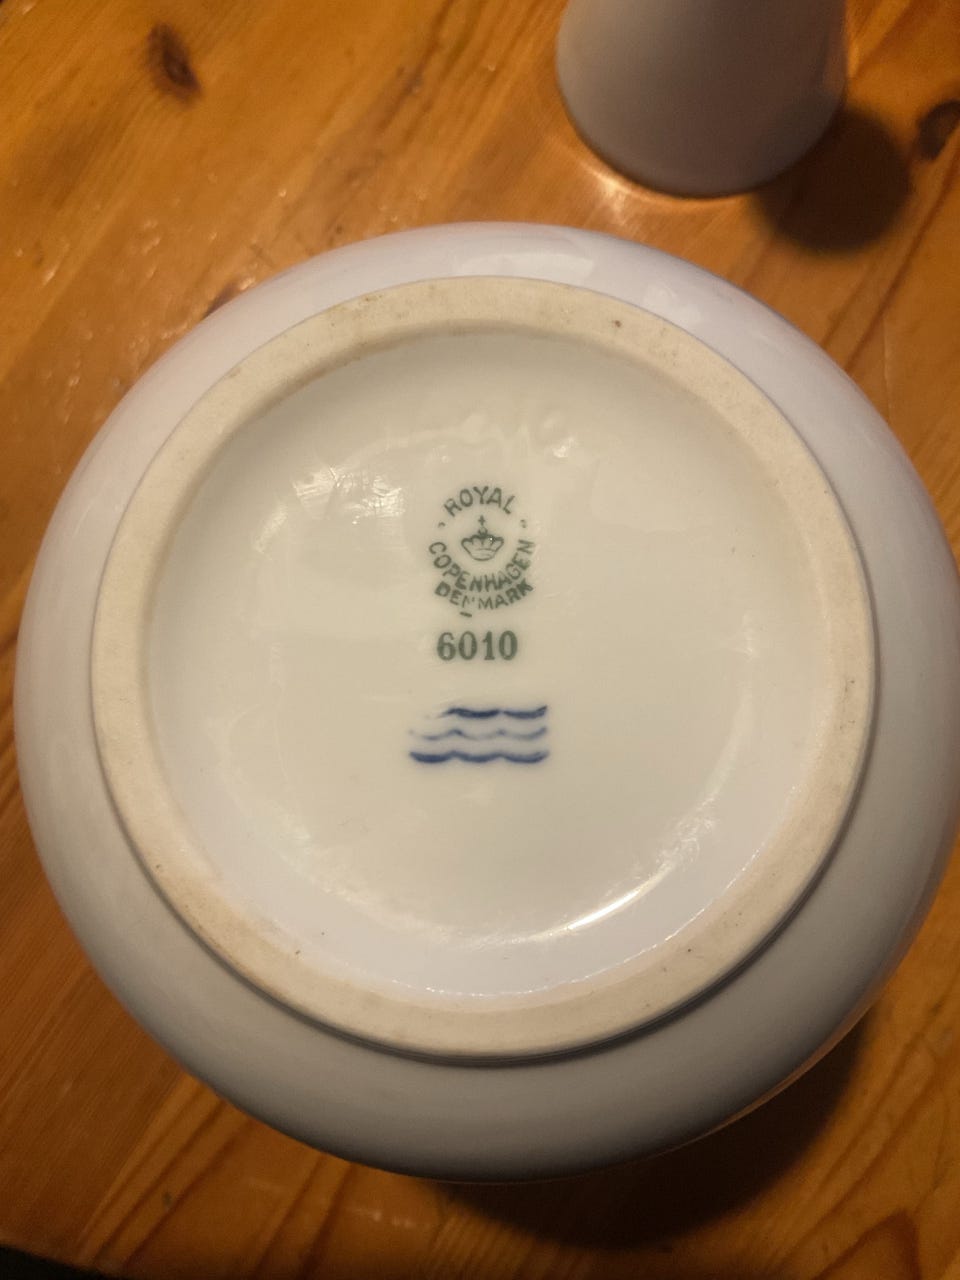 ROYAL
COPENHAGEN
DENMARK
6010